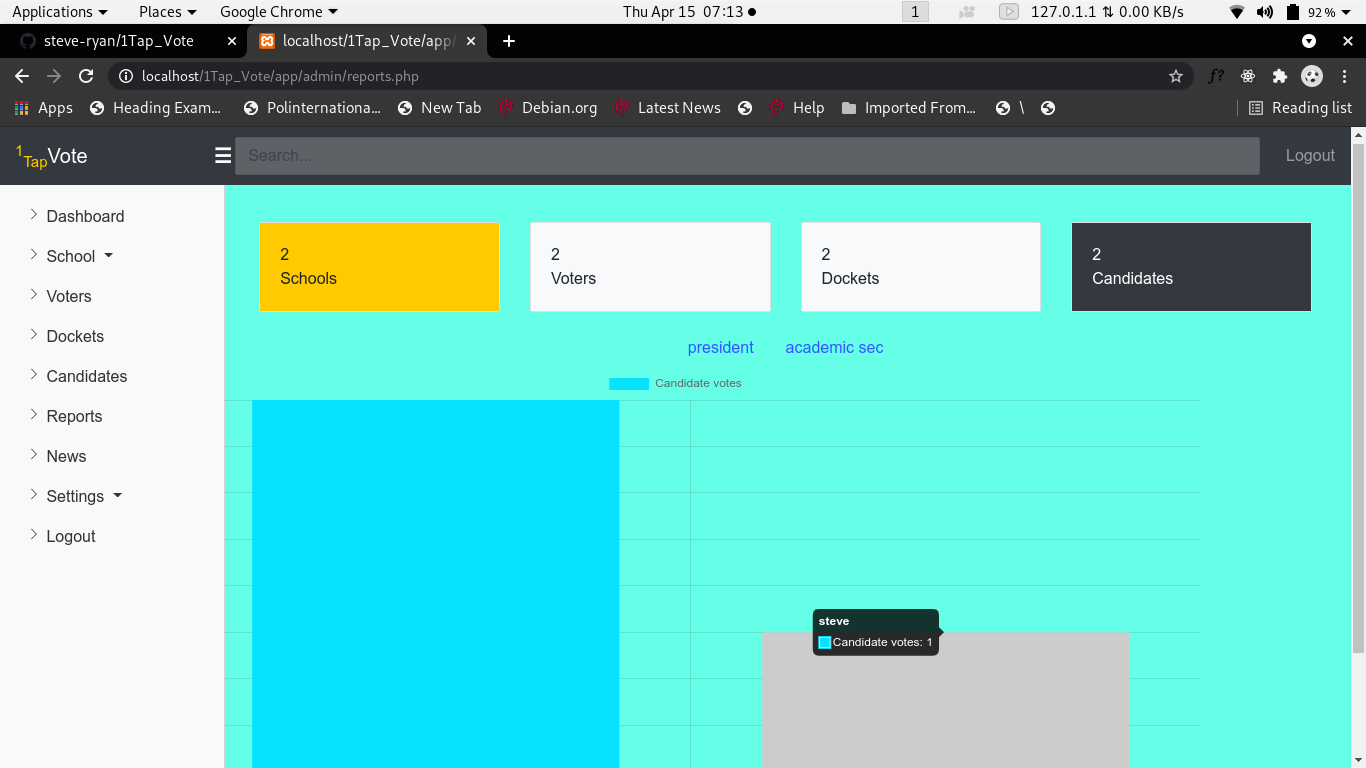 Applications Places Google Chrome Thu Apr 15 07:13 1 127.0.1.1 ⇅ 0.00 KB/s 92 %
steve-ryan/1Tap_Vote localhost/1Tap_Vote/app/
localhost/1Tap_Vote/app/admin/reports.php f?
Apps Heading Exam... Polinternationa... New Tab Debian.org Latest News Help Imported From... \ Reading list
1TapVote Search... Logout
Dashboard
School
Voters
Dockets
Candidates
Reports
News
Settings
Logout
2
Schools
2
Voters
2
Dockets
2
Candidates
president academic sec
Candidate votes
steve
Candidate votes: 1